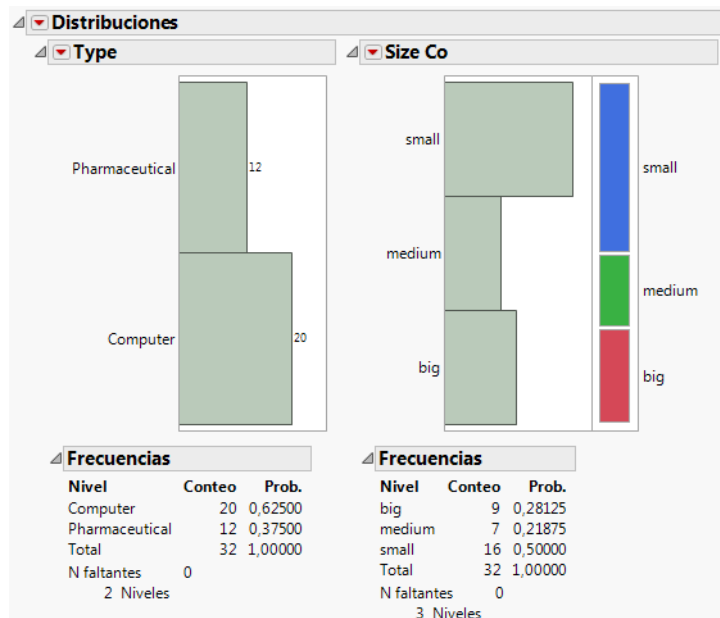 Distribuciones
Type
Pharmaceutical
12
Computer
20
Frecuencias
Nivel Conteo Prob.
Computer 20 0,62500
Pharmaceutical 12 0,37500
Total 32 1,00000
N faltantes 0
2 Niveles
Size Co
small
medium
big
small
medium
big
Frecuencias
Nivel Conteo Prob.
big 9 0,28125
medium 7 0,21875
small 16 0,50000
Total 32 1,00000
N faltantes 0
3 Niveles